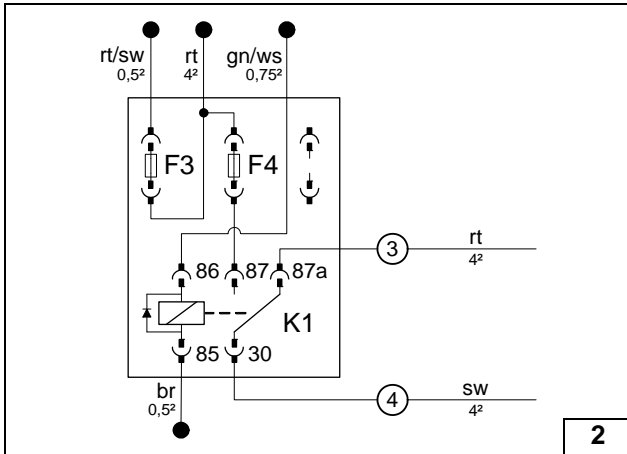 rt/sw
0,5²
rt
4²
gn/ws
0,75²
F3
F4
3
rt
4²
86
87
87a
K1
85
30
br
0,5²
4
sw
4²
2